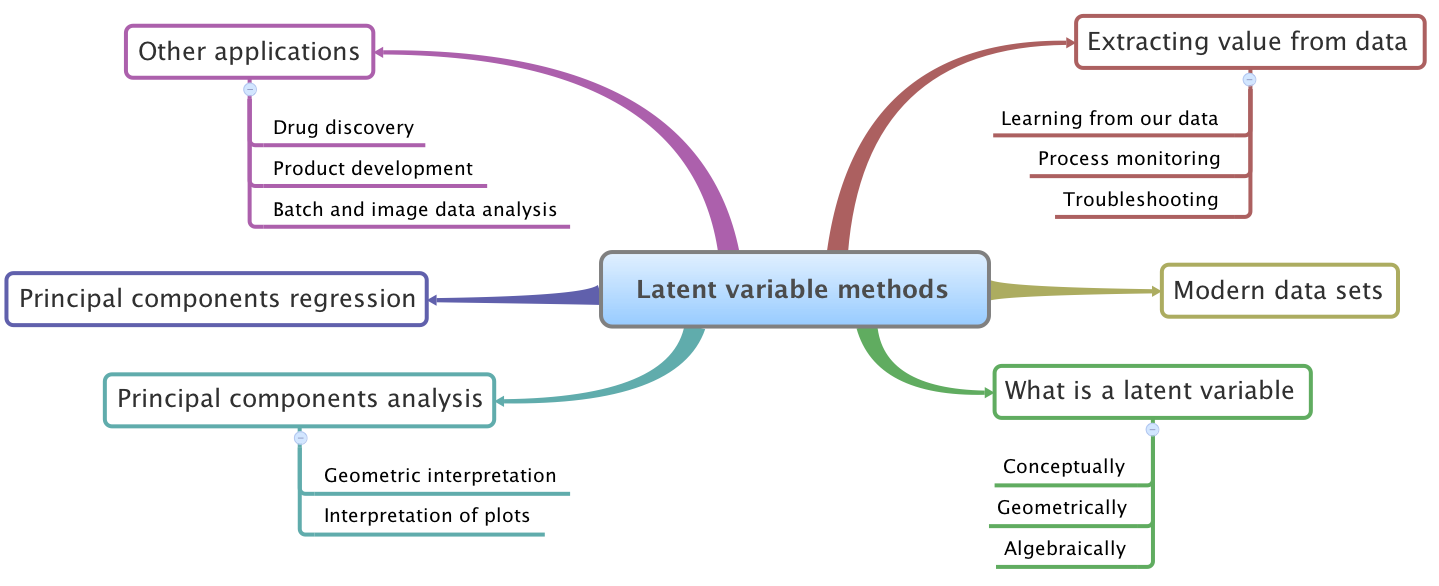 Latent variable methods
Extracting value from data
Learning from our data
Process monitoring
Troubleshooting
Modern data sets
What is a latent variable
Conceptually
Geometrically
Algebraically
Principal components analysis
Geometric interpretation
Interpretation of plots
Principal components regression
Other applications
Drug discovery
Product development
Batch and image data analysis